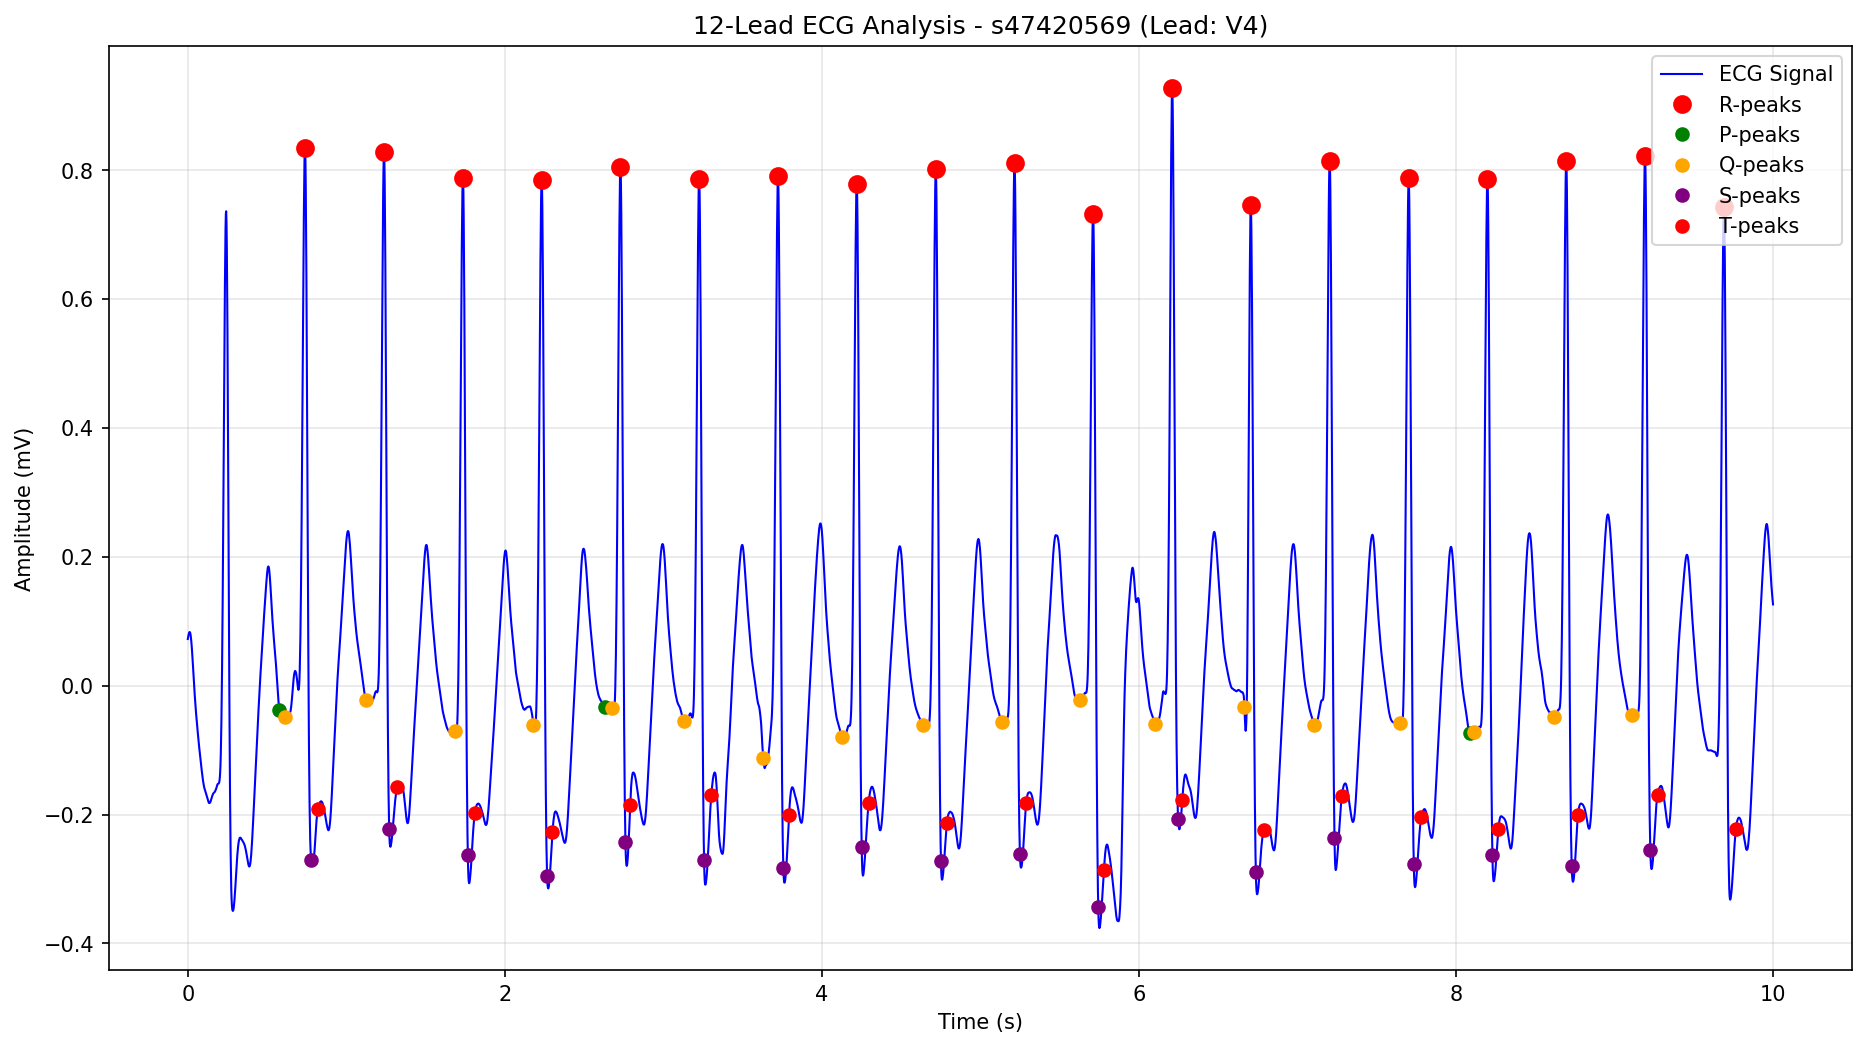 12-Lead ECG Analysis - s47420569 (Lead: V4)
ECG Signal
R-peaks
P-peaks
Q-peaks
S-peaks
T-peaks
Amplitude (mV)
0.8
0.6
0.4
0.2
0.0
−0.2
−0.4
0 2 4 6 8 10
Time (s)